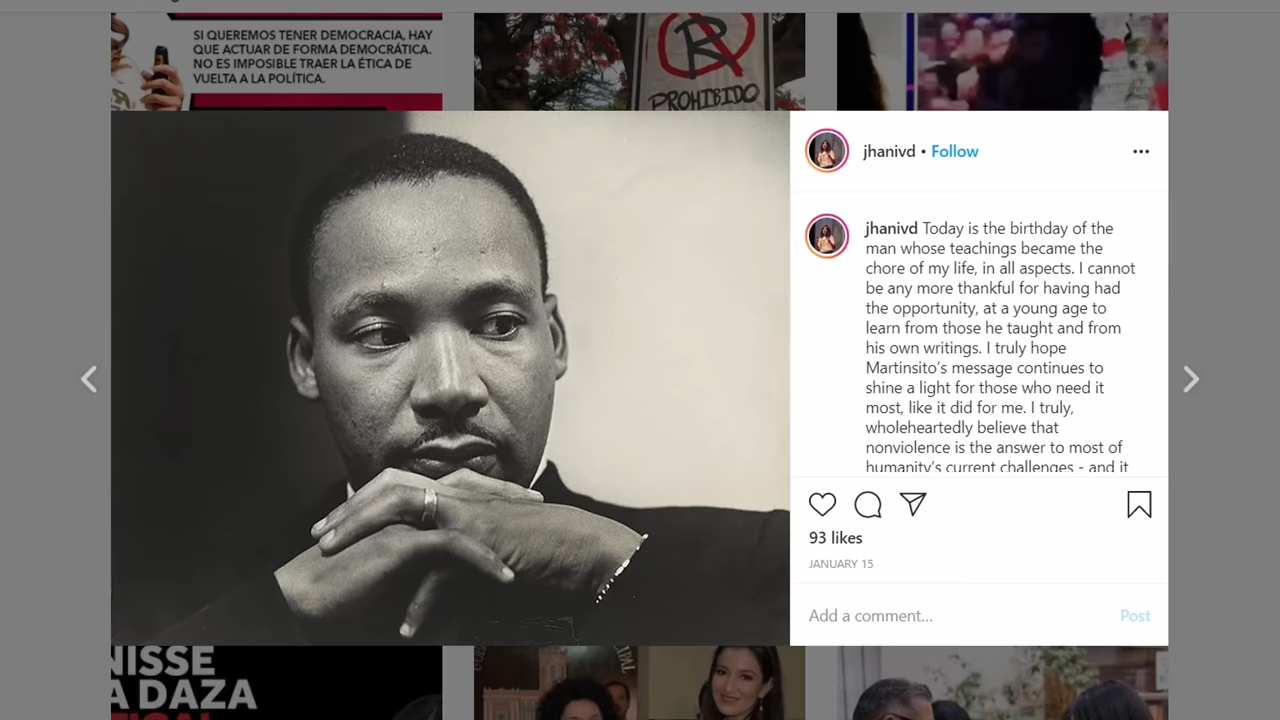 SI QUEREMOS TENER DEMOCRACIA, HAY
QUE ACTUAR DE FORMA DEMOCRÁTICA.
NO ES IMPOSIBLE TRAER LA ÉTICA DE
VUELTA A LA POLÍTICA.
R
PROHIBIDO
jhanivd • Follow
jhanivd Today is the birthday of the
man whose teachings became the
chore of my life, in all aspects. I cannot
be any more thankful for having had
the opportunity, at a young age to
learn from those he taught and from
his own writings. I truly hope
Martinsito's message continues to
shine a light for those who need it
most, like it did for me. I truly,
wholeheartedly believe that
nonviolence is the answer to most of
humanity's current challenges - and it
93 likes
JANUARY 15
Add a comment...
Post
NISSE
A DAZA